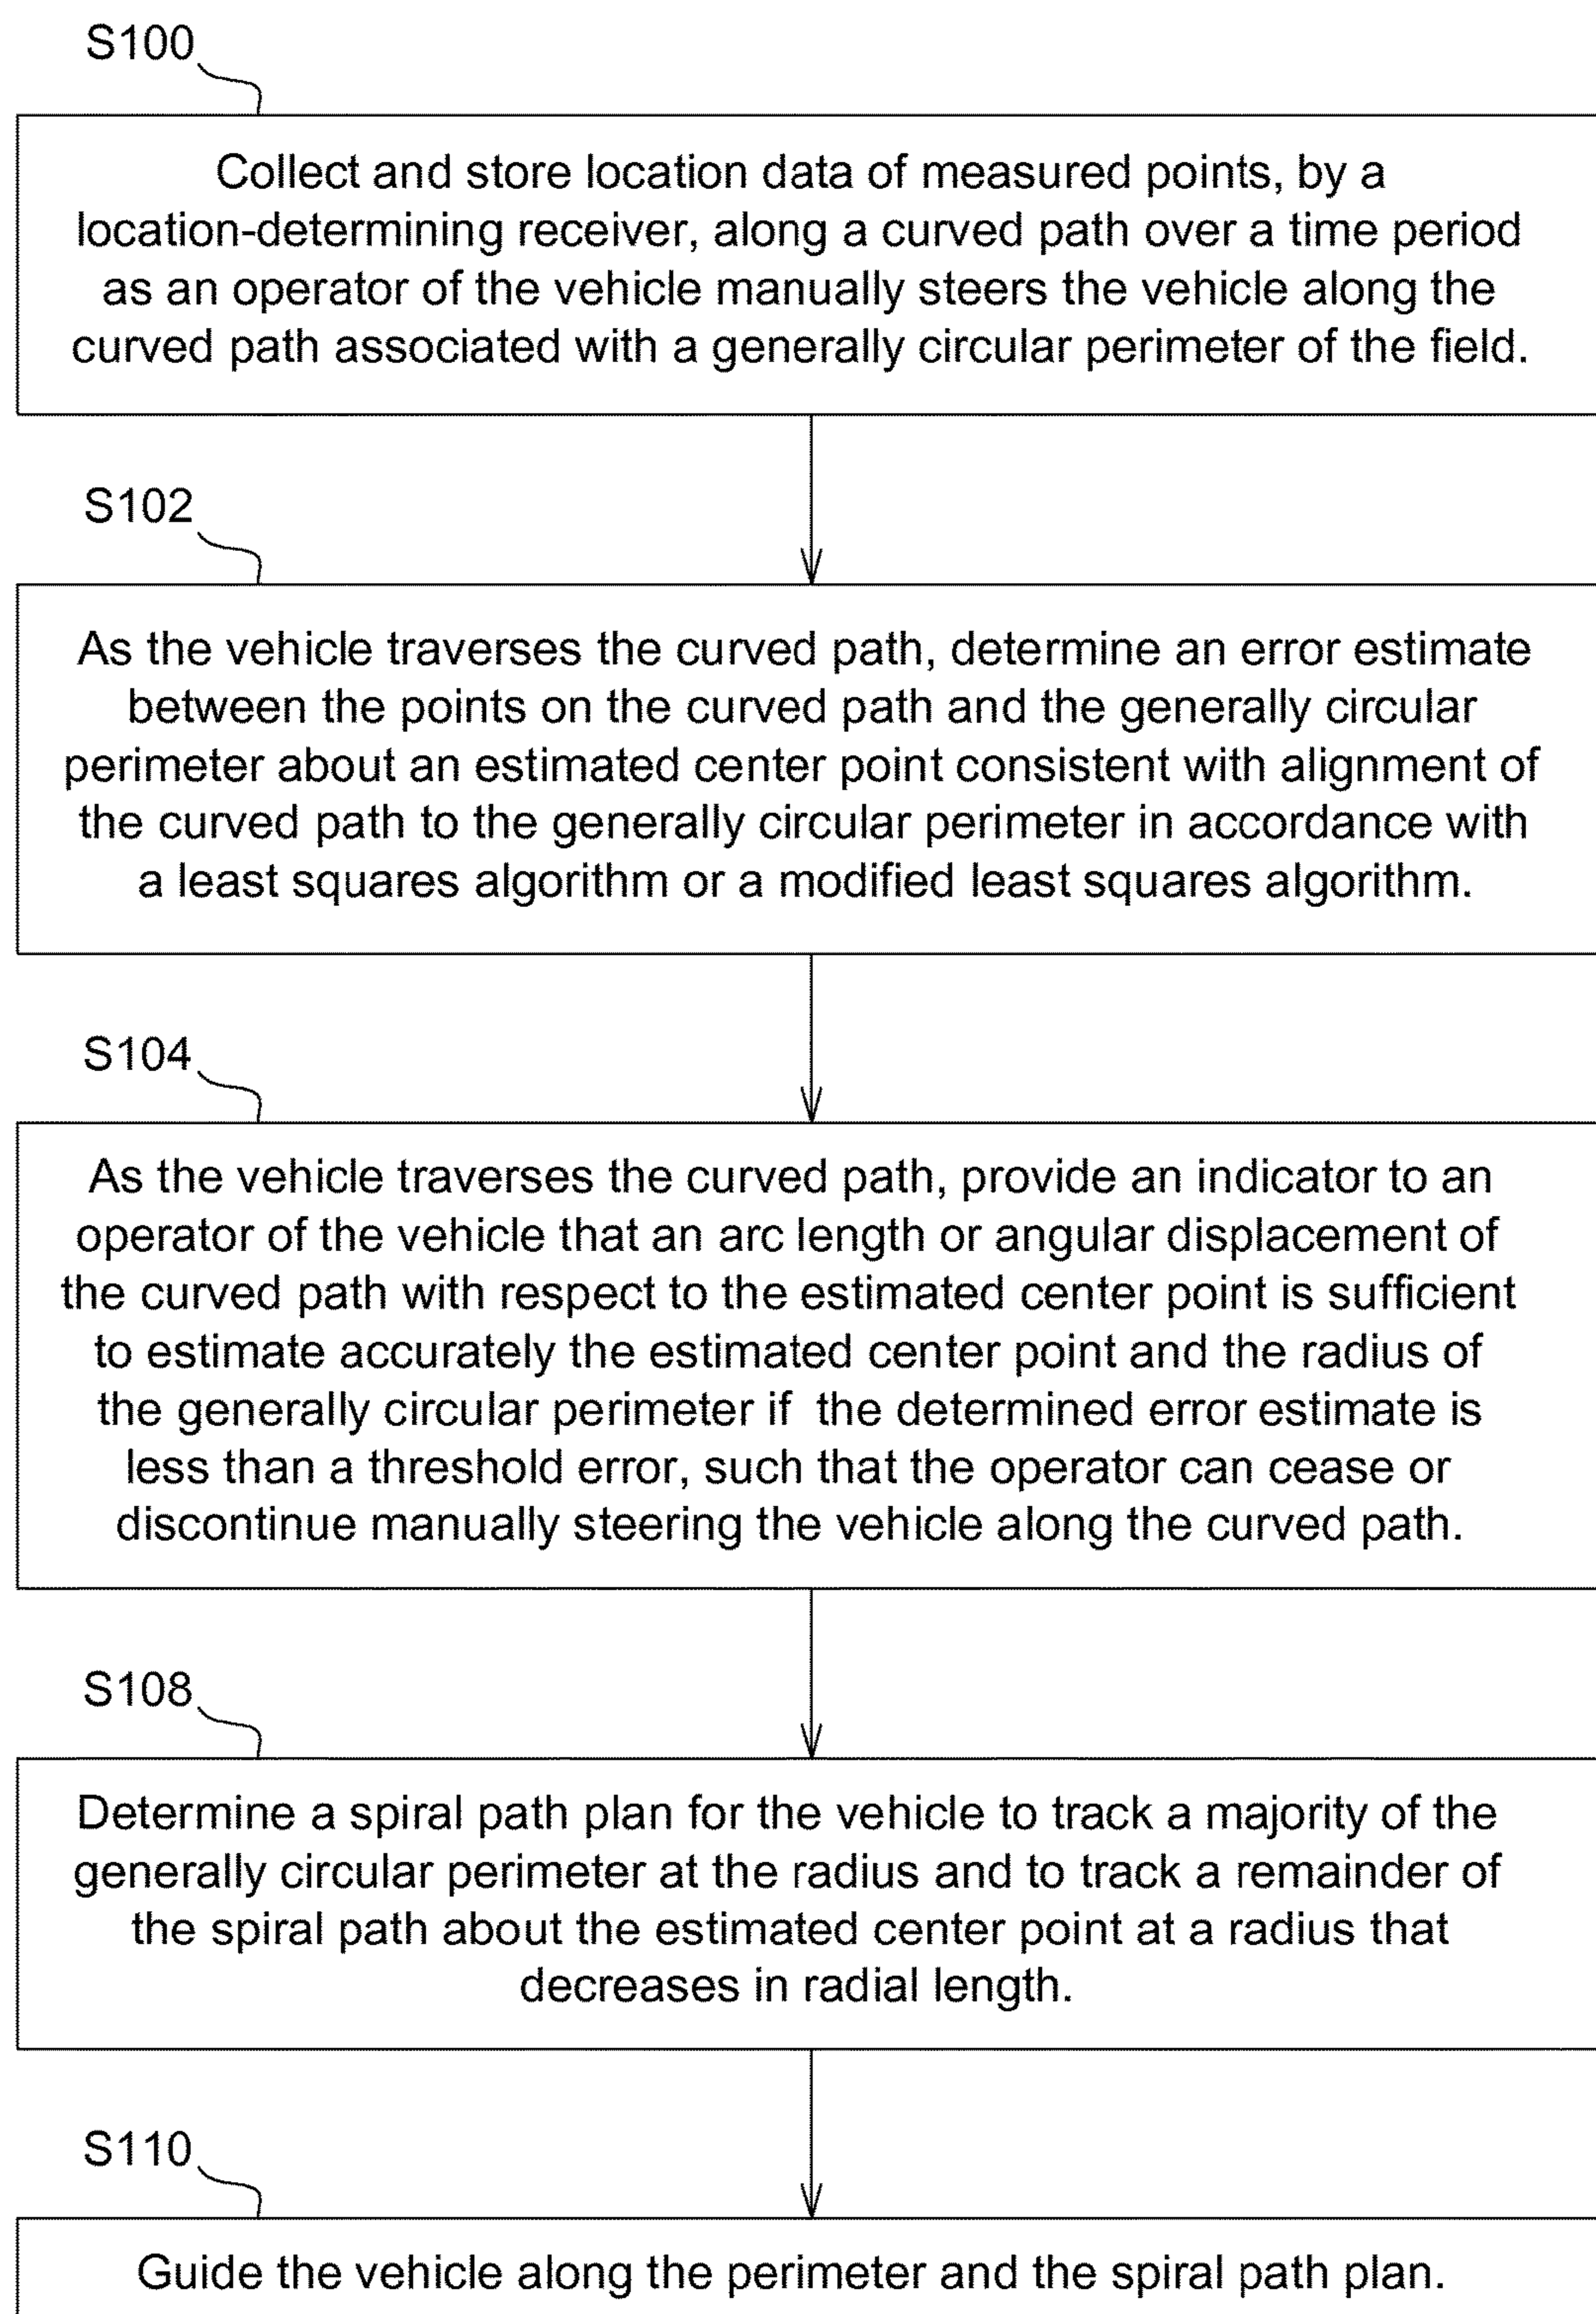 S100
Collect and store location data of measured points, by a
location-determining receiver, along a curved path over a time period
as an operator of the vehicle manually steers the vehicle along the
curved path associated with a generally circular perimeter of the field.
S102
As the vehicle traverses the curved path, determine an error estimate
between the points on the curved path and the generally circular
perimeter about an estimated center point consistent with alignment of
the curved path to the generally circular perimeter in accordance with
a least squares algorithm or a modified least squares algorithm.
S104
As the vehicle traverses the curved path, provide an indicator to an
operator of the vehicle that an arc length or angular displacement of
the curved path with respect to the estimated center point is sufficient
to estimate accurately the estimated center point and the radius of
the generally circular perimeter if the determined error estimate is
less than a threshold error, such that the operator can cease or
discontinue manually steering the vehicle along the curved path.
S108
Determine a spiral path plan for the vehicle to track a majority of the
generally circular perimeter at the radius and to track a remainder of
the spiral path about the estimated center point at a radius that
decreases in radial length.
S110
Guide the vehicle along the perimeter and the spiral path plan.